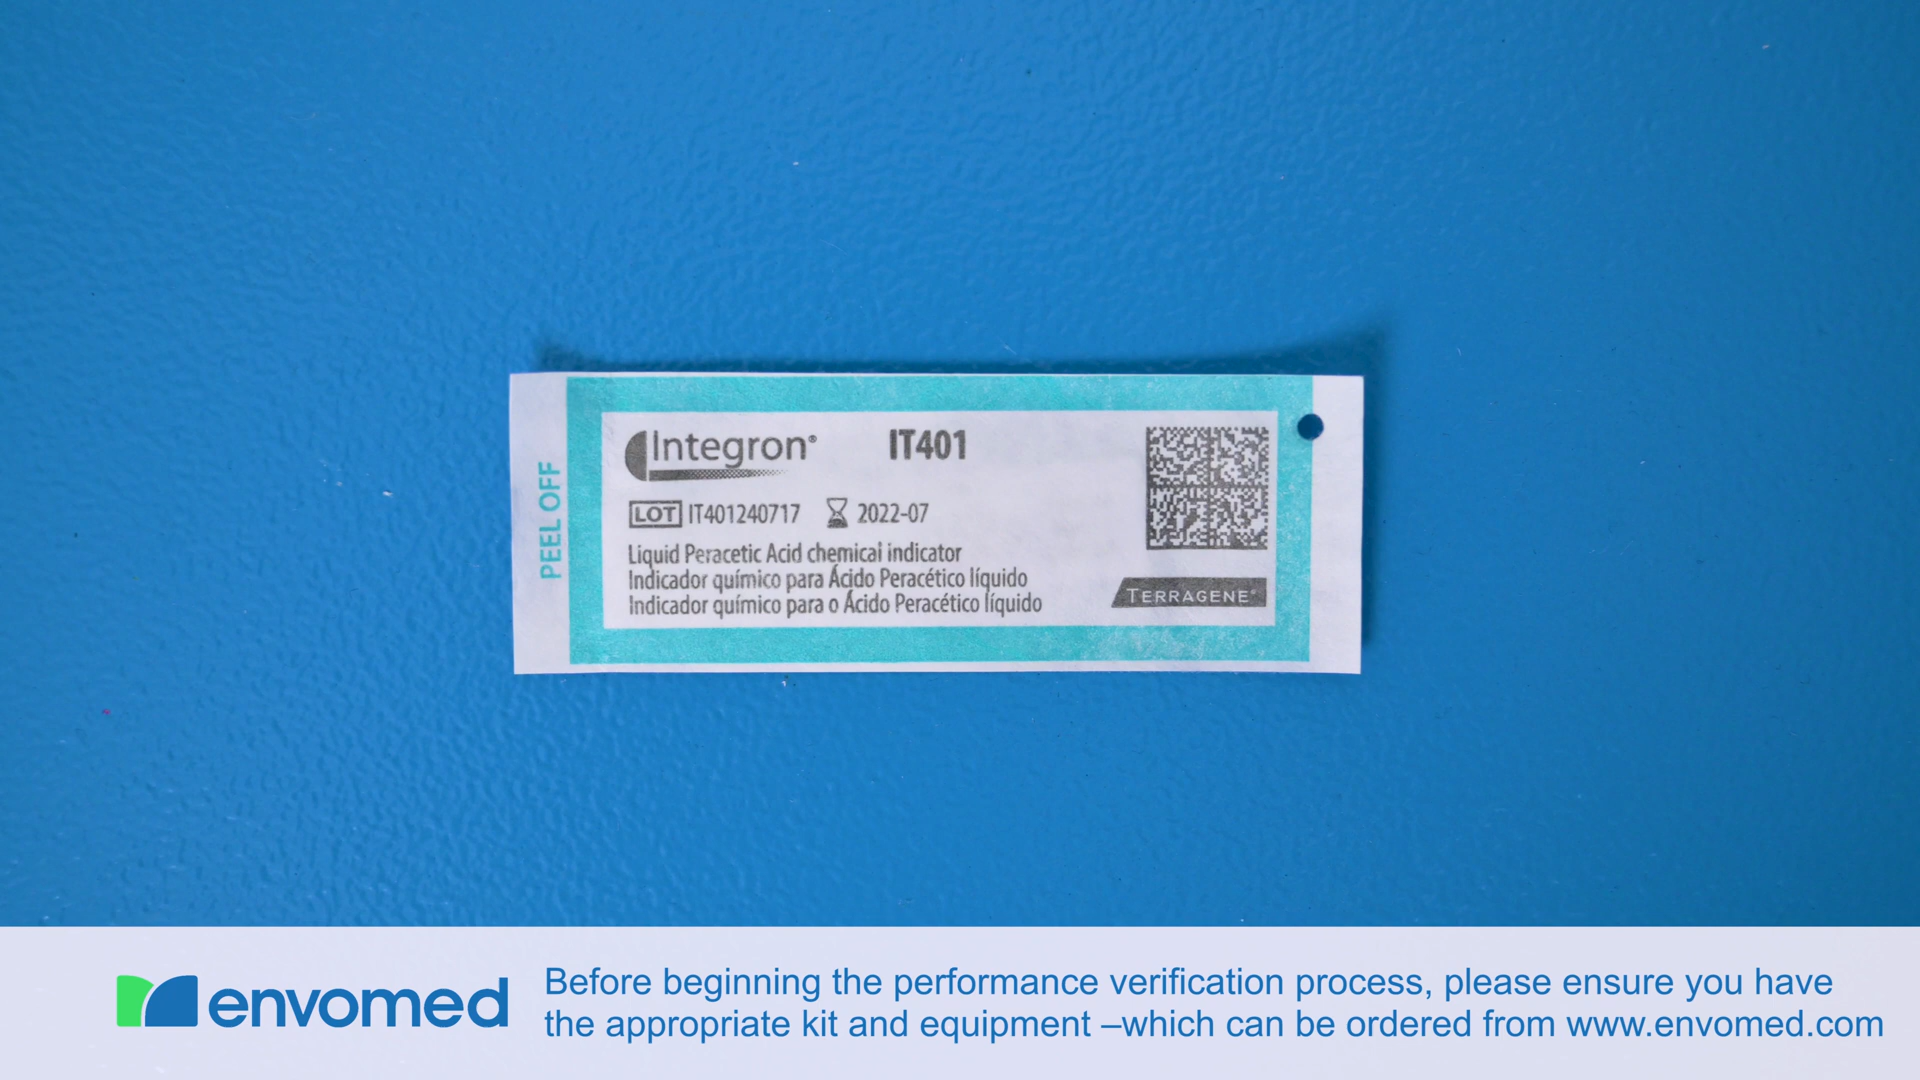 PEEL OFF
Integron® IT401
LOT IT401240717 2022-07
Liquid Peracetic Acid chemical indicator
Indicador químico para Ácido Peracético líquido
Indicador químico para o Ácido Peracético líquido
TERRAGENE®
envomed
Before beginning the performance verification process, please ensure you have
the appropriate kit and equipment –which can be ordered from www.envomed.com